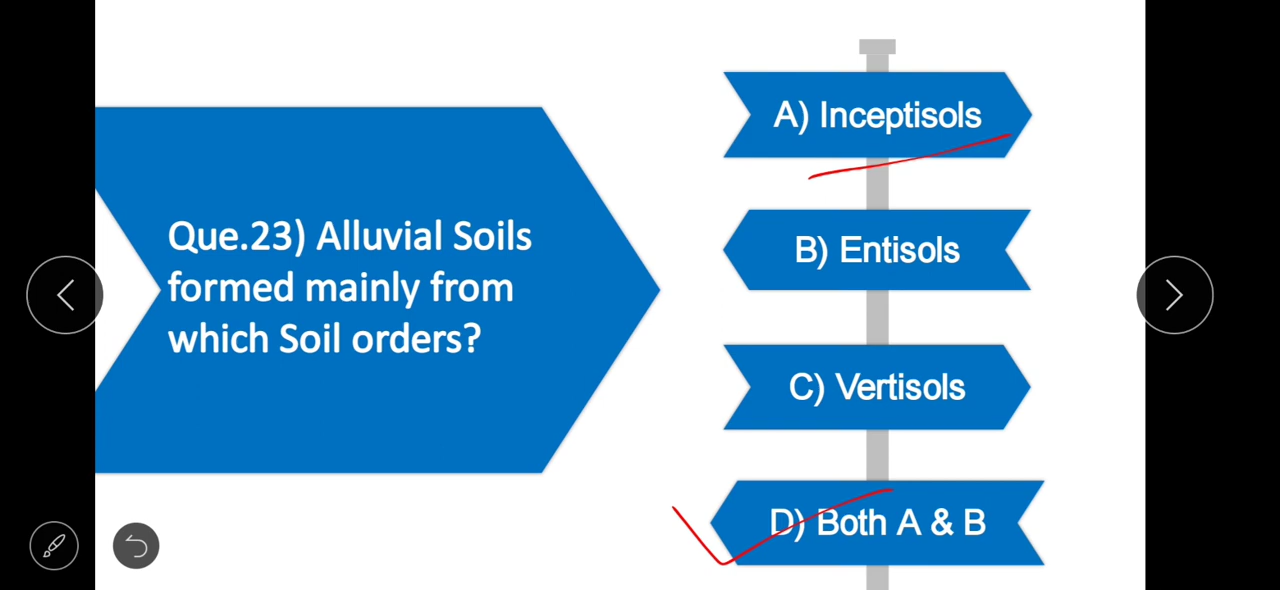 Que.23) Alluvial Soils
formed mainly from
which Soil orders?
A) Inceptisols
B) Entisols
C) Vertisols
D) Both A & B